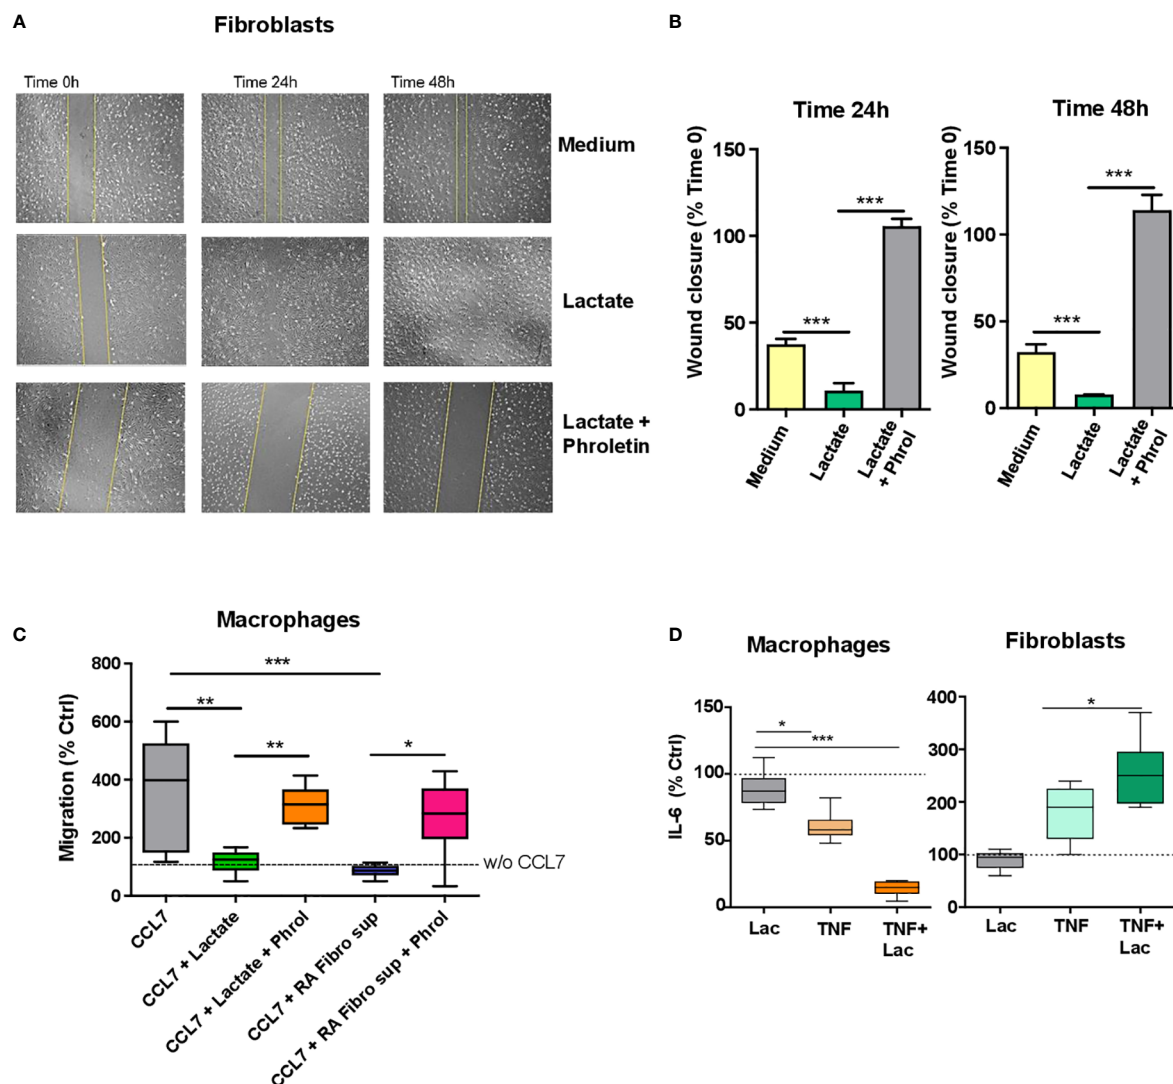 A
Fibroblasts
Time 0h
Time 24h
Time 48h
Medium
Lactate
Lactate +
Phroletin
B
Time 24h
Wound closure (% Time 0)
150
100
50
0
***
***
Medium
Lactate
Lactate
+ Phrol
Time 48h
Wound closure (% Time 0)
150
100
50
0
***
***
Medium
Lactate
Lactate
+ Phrol
C
Macrophages
Migration (% Ctrl)
800
600
400
200
0
***
**
**
*
w/o CCL7
CCL7
CCL7 + Lactate
CCL7 + Lactate + Phrol
CCL7 + RA Fibro sup
CCL7 + RA Fibro sup + Phrol
D
Macrophages
IL-6 (% Ctrl)
150
100
50
0
*
***
Lac
TNF
TNF+
Lac
Fibroblasts
400
300
200
100
0
*
Lac
TNF
TNF+
Lac